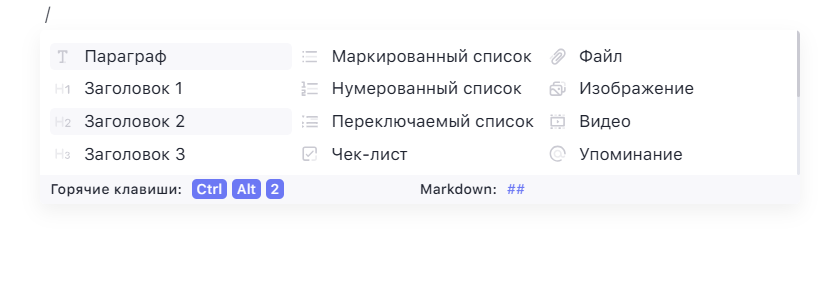 /
T Параграф
Маркированный список
Файл
H1 Заголовок 1
Нумерованный список
Изображение
H2 Заголовок 2
Переключаемый список
Видео
H3 Заголовок 3
Чек-лист
Упоминание
Горячие клавиши: Ctrl Alt 2
Markdown: ##